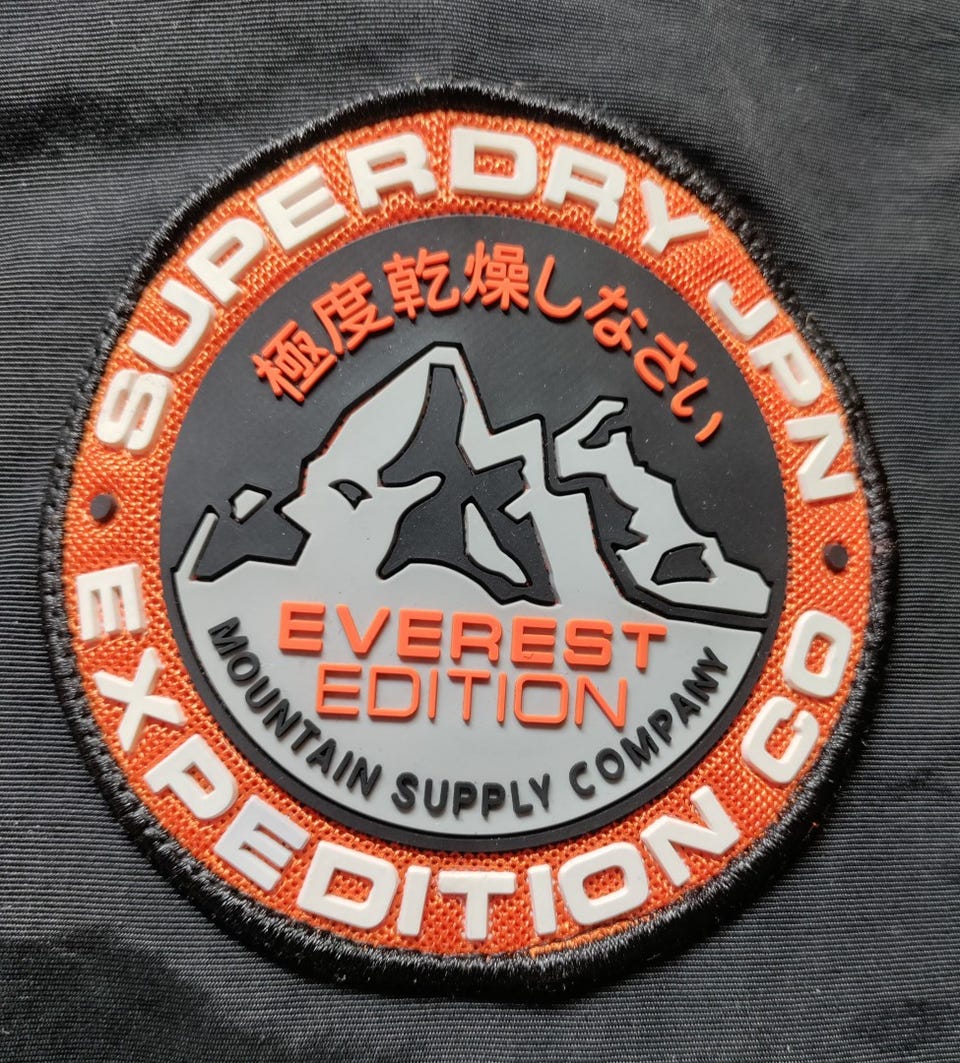 SUPERDRY JPN
極度乾燥しなさい
EVEREST
EDITION
MOUNTAIN SUPPLY COMPANY
EXPEDITION CO